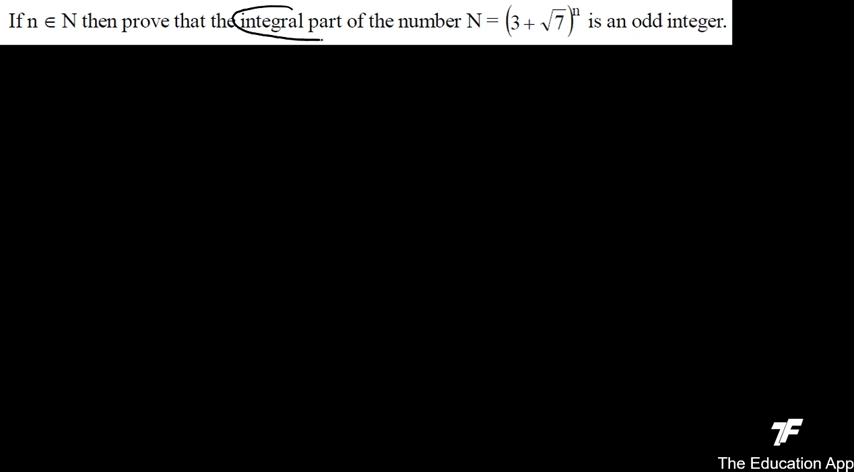 If n ∈ N then prove that the integral part of the number N = (3 + √7)ⁿ is an odd integer.
The Education App